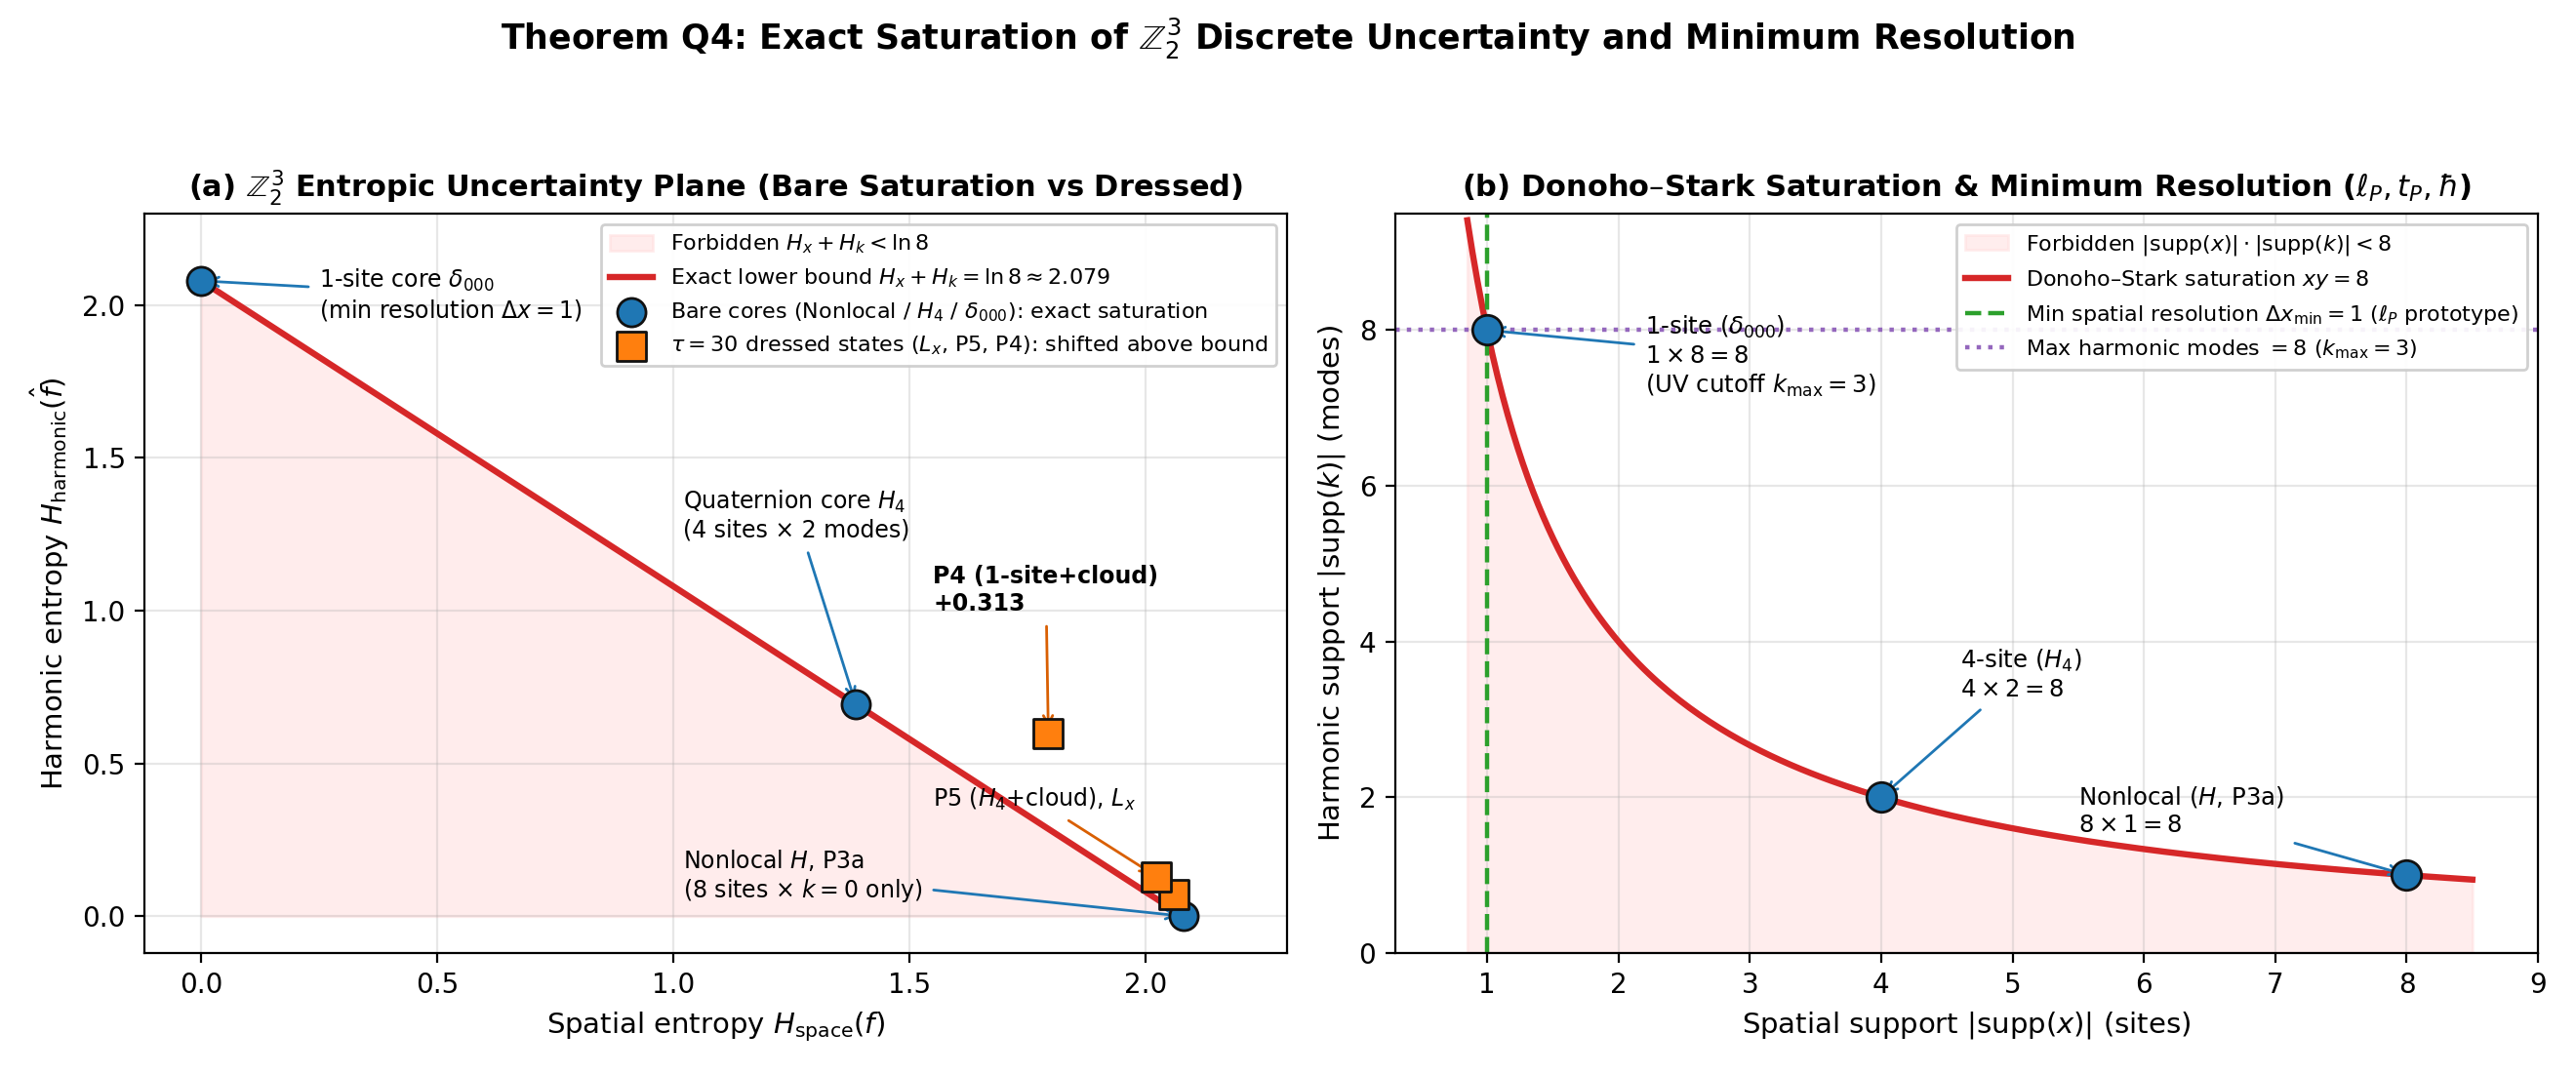 Theorem Q4: Exact Saturation of ℤ₂³ Discrete Uncertainty and Minimum Resolution
(a) ℤ₂³ Entropic Uncertainty Plane (Bare Saturation vs Dressed)
Forbidden Hₓ + Hₖ < ln 8
Exact lower bound Hₓ + Hₖ = ln 8 ≈ 2.079
Bare cores (Nonlocal / H₄ / δ₀₀₀): exact saturation
τ = 30 dressed states (Lₓ, P5, P4): shifted above bound
1-site core δ₀₀₀
(min resolution Δx = 1)
Quaternion core H₄
(4 sites × 2 modes)
P4 (1-site+cloud)
+0.313
P5 (H₄+cloud), Lₓ
Nonlocal H, P3a
(8 sites × k = 0 only)
Harmonic entropy H_harmonic(f̂)
2.0
1.5
1.0
0.5
0.0
0.0 0.5 1.0 1.5 2.0
Spatial entropy H_space(f)
(b) Donoho–Stark Saturation & Minimum Resolution (ℓ_P, t_P, ħ)
Forbidden |supp(x)| · |supp(k)| < 8
Donoho–Stark saturation xy = 8
Min spatial resolution Δx_min = 1 (ℓ_P prototype)
Max harmonic modes = 8 (k_max = 3)
1-site (δ₀₀₀)
1 × 8 = 8
(UV cutoff k_max = 3)
4-site (H₄)
4 × 2 = 8
Nonlocal (H, P3a)
8 × 1 = 8
Harmonic support |supp(k)| (modes)
8
6
4
2
0
1 2 3 4 5 6 7 8 9
Spatial support |supp(x)| (sites)